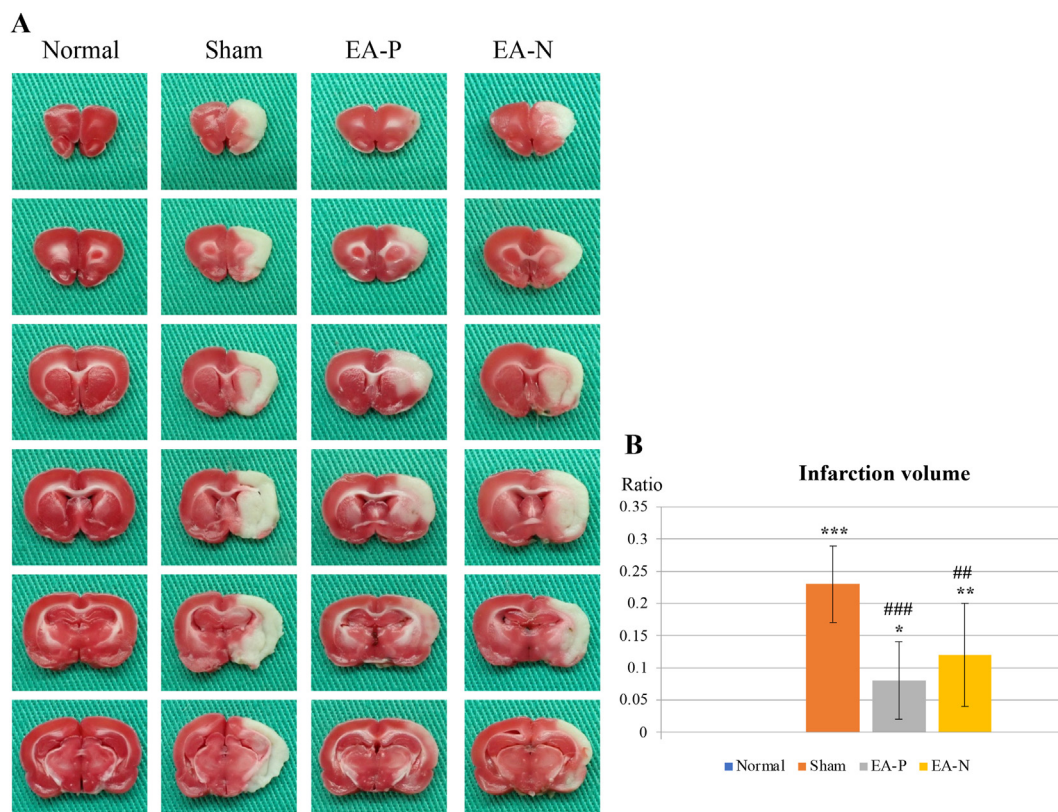 A
Normal Sham EA-P EA-N
B
Infarction volume
Ratio
0.35
0.3
0.25
0.2
0.15
0.1
0.05
0
***
###
*
##
**
Normal Sham EA-P EA-N